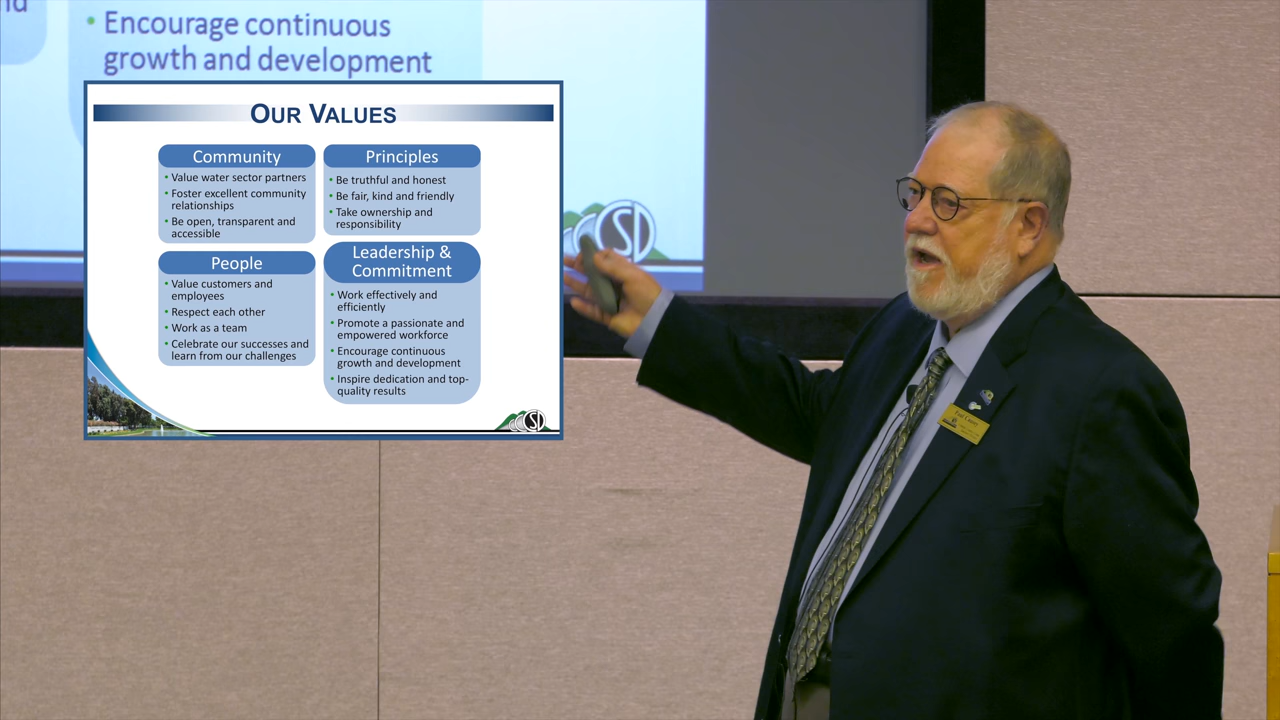 Encourage continuous
growth and development
OUR VALUES
Community
• Value water sector partners
• Foster excellent community
relationships
• Be open, transparent and
accessible
Principles
• Be truthful and honest
• Be fair, kind and friendly
• Take ownership and
responsibility
People
• Value customers and
employees
• Respect each other
• Work as a team
• Celebrate our successes and
learn from our challenges
Leadership &
Commitment
• Work effectively and
efficiently
• Promote a passionate and
empowered workforce
• Encourage continuous
growth and development
• Inspire dedication and top-
quality results
CSD
CSD